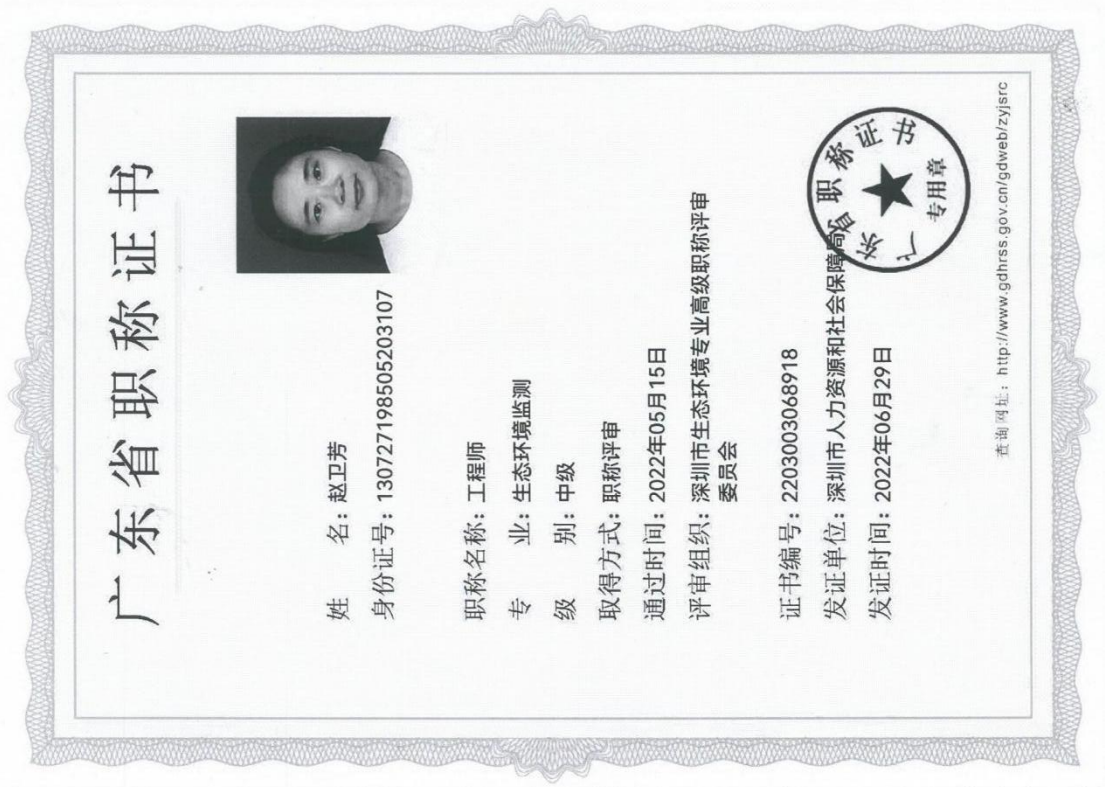 广东省职称证书
姓 名：赵卫芳
身份证号：130727198505203107
职称名称：工程师
专 业：生态环境监测
级 别：中级
取得方式：职称评审
通过时间：2022年05月15日
评审组织：深圳市生态环境专业高级职称评审
委员会
证书编号：2203003068918
发证单位：深圳市人力资源和社会保障局
发证时间：2022年06月29日
广东省职称证书
专用章
查询网址：http://www.gdhrss.gov.cn/gdweb/zyjsrc